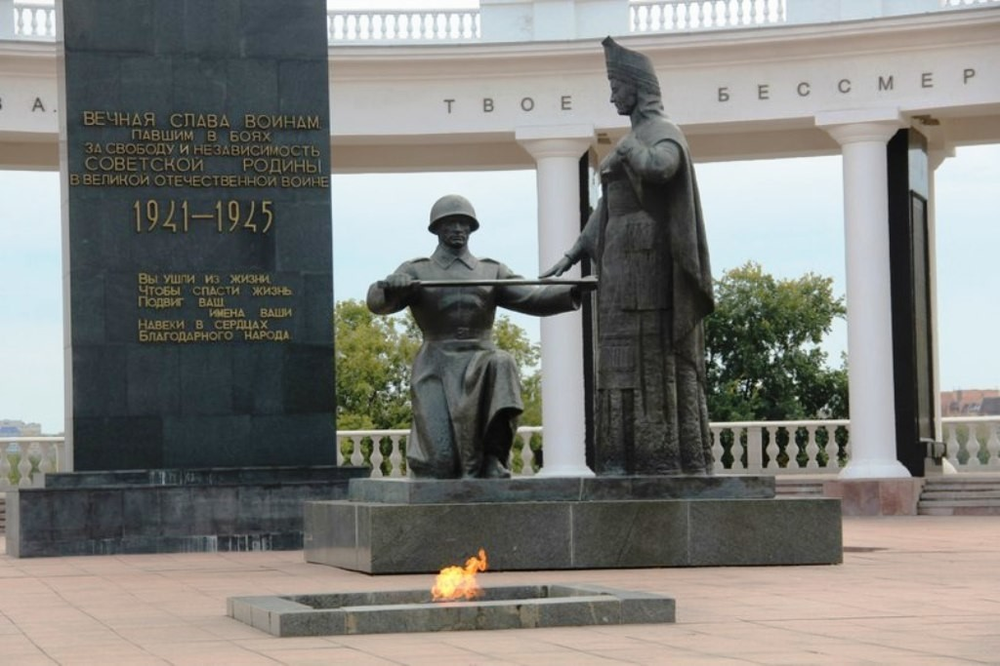 ВА.
ТВОЕ БЕССМЕР
ВЕЧНАЯ СЛАВА ВОИНАМ,
ПАВШИМ В БОЯХ
ЗА СВОБОДУ И НЕЗАВИСИМОСТЬ
СОВЕТСКОЙ РОДИНЫ
В ВЕЛИКОЙ ОТЕЧЕСТВЕННОЙ ВОЙНЕ
1941—1945
ВЫ УШЛИ ИЗ ЖИЗНИ,
ЧТОБЫ СПАСТИ ЖИЗНЬ.
ПОДВИГ ВАШ,
ИМЕНА ВАШИ
НАВЕКИ В СЕРДЦАХ
БЛАГОДАРНОГО НАРОДА.